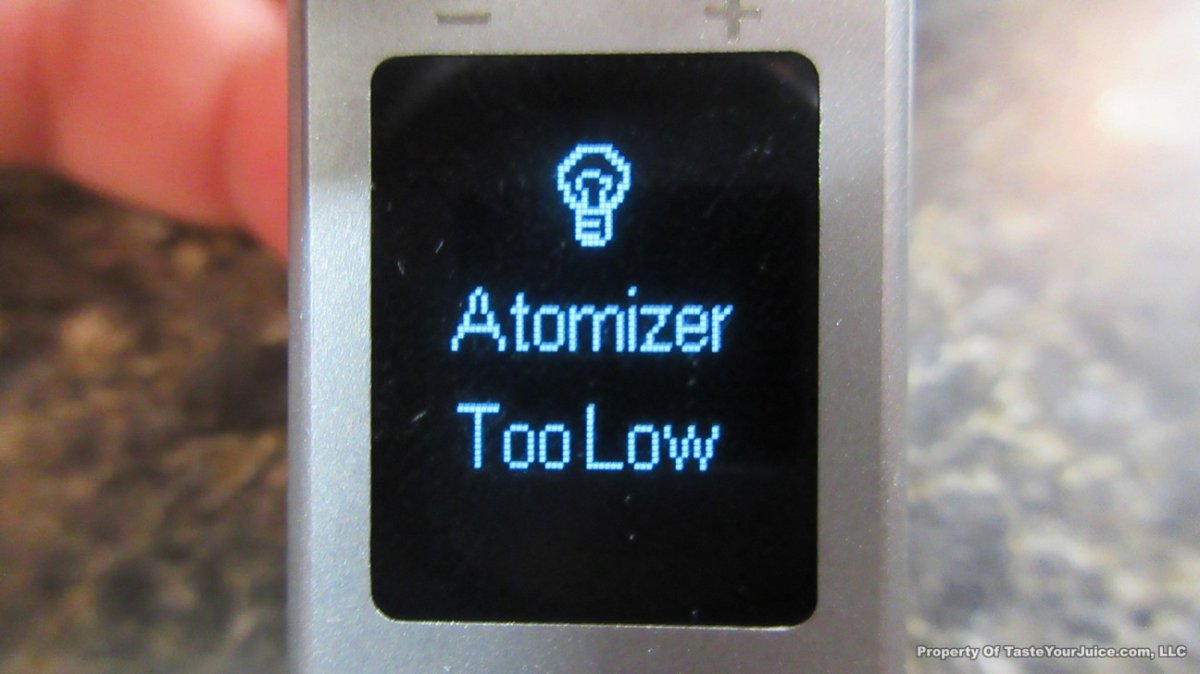 − +
Atomizer
Too Low
Property Of TasteYourJuice.com, LLC